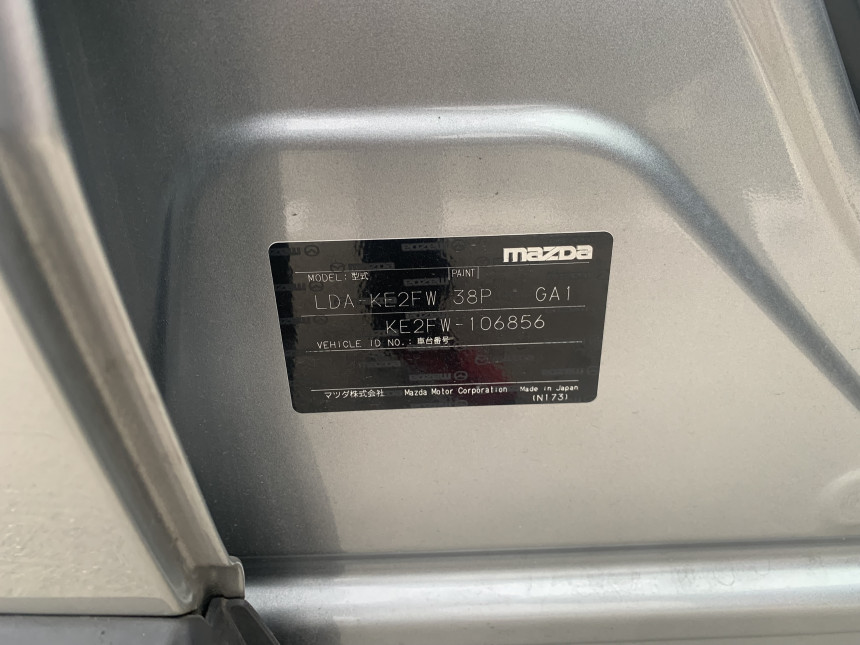 mazda
MODEL:型式 PAINT
LDA-KE2FW 38P GA1
KE2FW-106856
VEHICLE ID NO.:車台番号
マツダ株式会社 Mazda Motor Corporation Made in Japan
(N173)